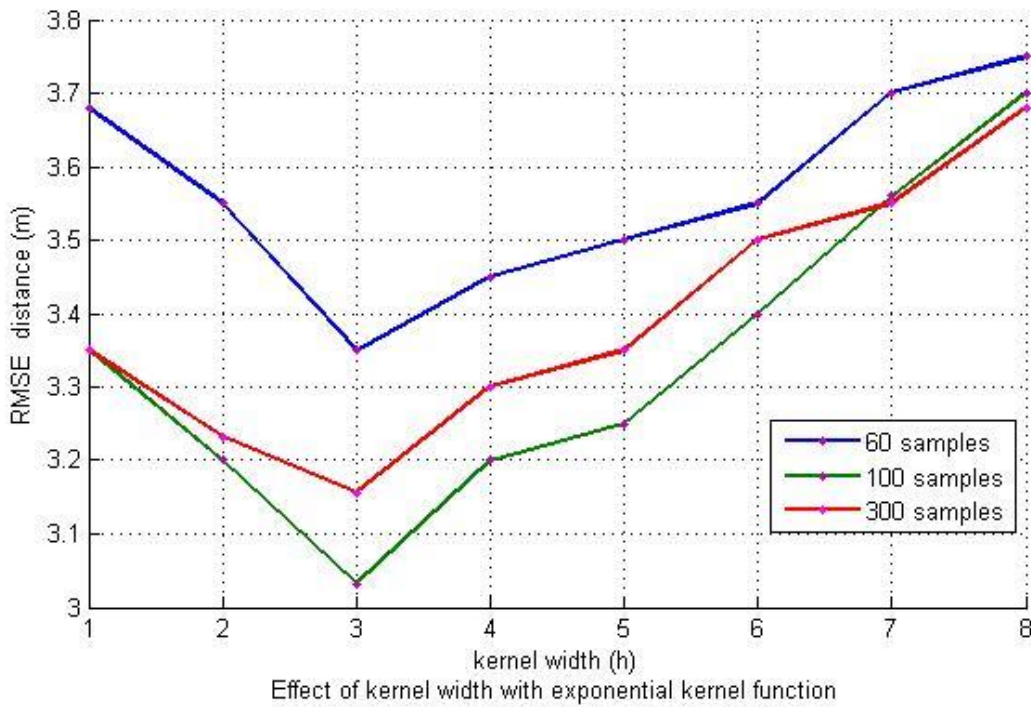 3.8
3.7
3.6
3.5
3.4
3.3
3.2
3.1
3
RMSE distance (m)
60 samples
100 samples
300 samples
1 2 3 4 5 6 7 8
kernel width (h)
Effect of kernel width with exponential kernel function